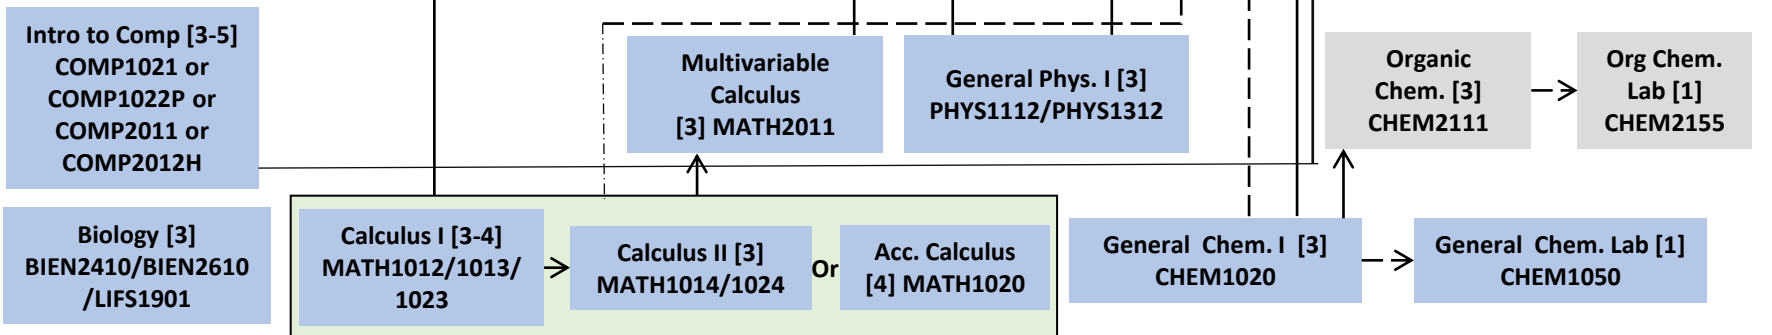 Intro to Comp [3-5]
COMP1021 or
COMP1022P or
COMP2011 or
COMP2012H
Multivariable
Calculus
[3] MATH2011
General Phys. I [3]
PHYS1112/PHYS1312
Organic
Chem. [3]
CHEM2111
Org Chem.
Lab [1]
CHEM2155
Biology [3]
BIEN2410/BIEN2610
/LIFS1901
Calculus I [3-4]
MATH1012/1013/
1023
Calculus II [3]
MATH1014/1024
Or
Acc. Calculus
[4] MATH1020
General Chem. I [3]
CHEM1020
General Chem. Lab [1]
CHEM1050